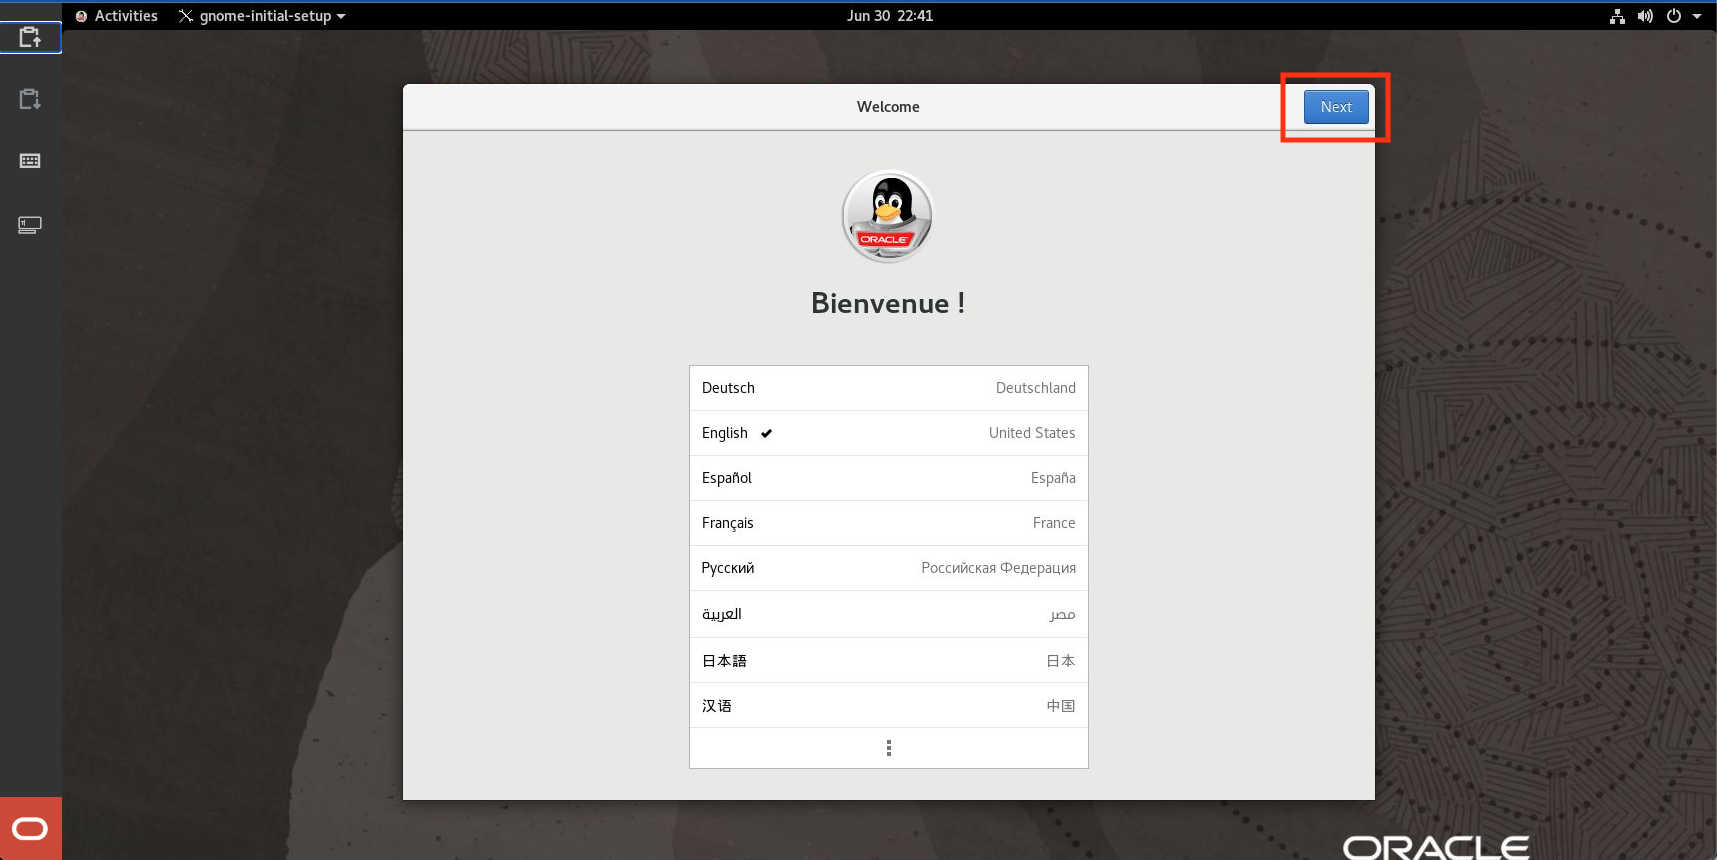 Activities gnome-initial-setup Jun 30 22:41
Welcome Next
ORACLE
Bienvenue !
Deutsch Deutschland
English United States
Español España
Français France
Русский Российская Федерация
العربية مصر
日本語 日本
汉语 中国
ORACLE